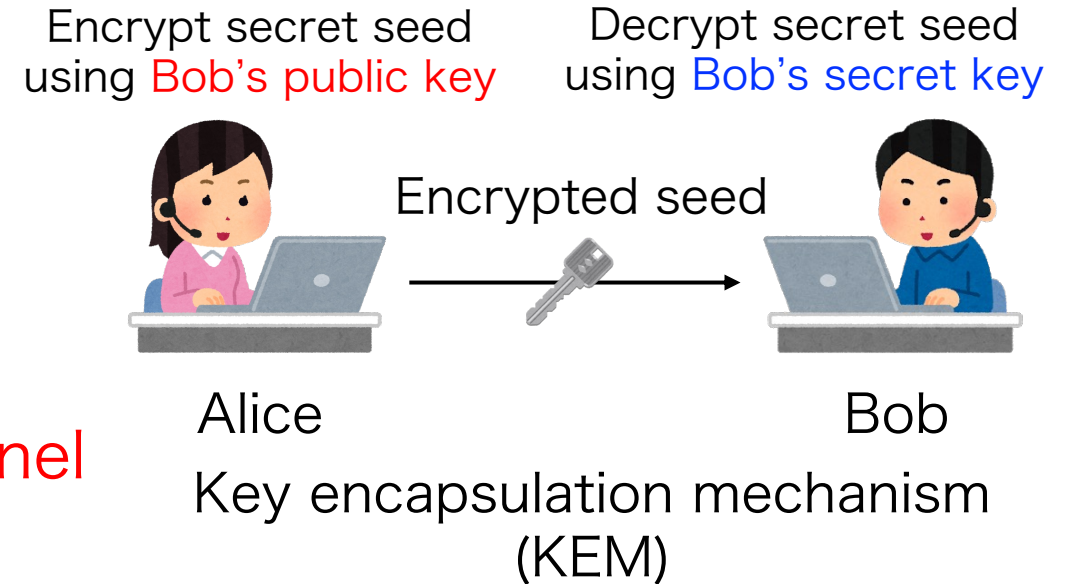 Encrypt secret seed
using Bob's public key
Decrypt secret seed
using Bob's secret key
Encrypted seed
Alice
Bob
nel
Key encapsulation mechanism
(KEM)